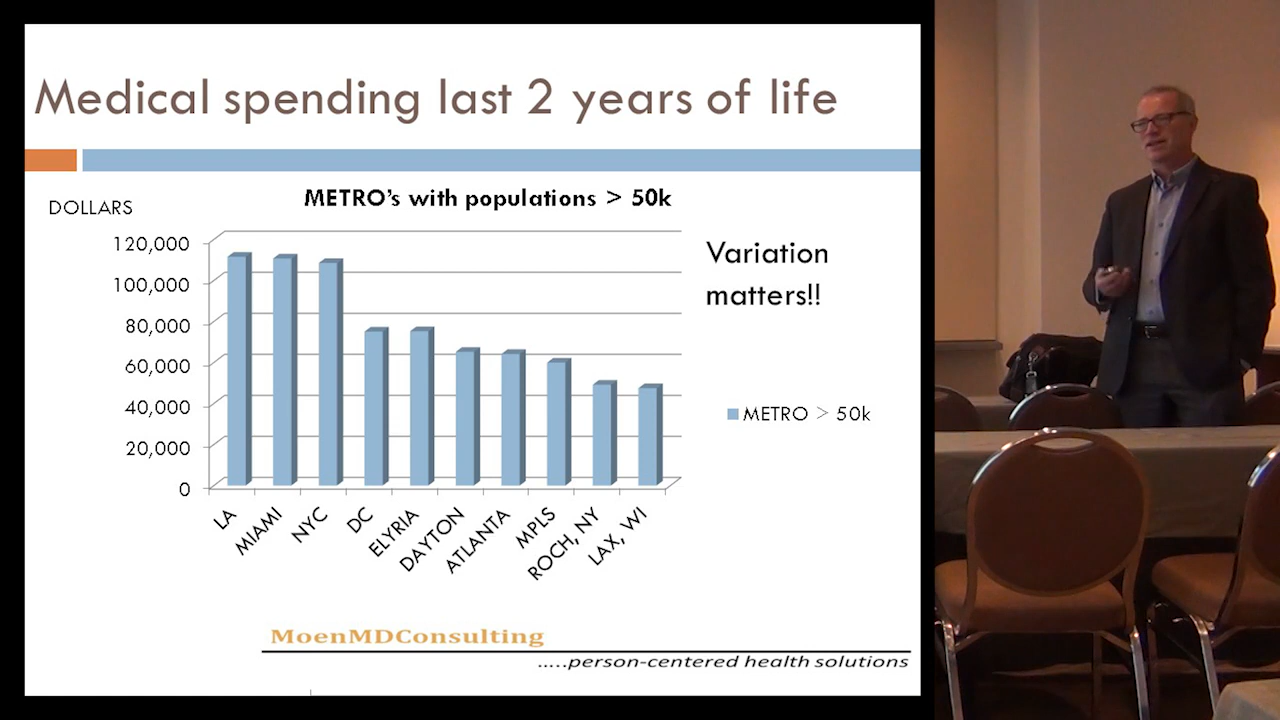 Medical spending last 2 years of life
DOLLARS
METRO's with populations > 50k
120,000
100,000
80,000
60,000
40,000
20,000
0
LA
MIAMI
NYC
DC
ELYRIA
DAYTON
ATLANTA
MPLS
ROCH, NY
LAX, WI
Variation
matters!!
METRO > 50k
MoenMDConsulting
.....person-centered health solutions